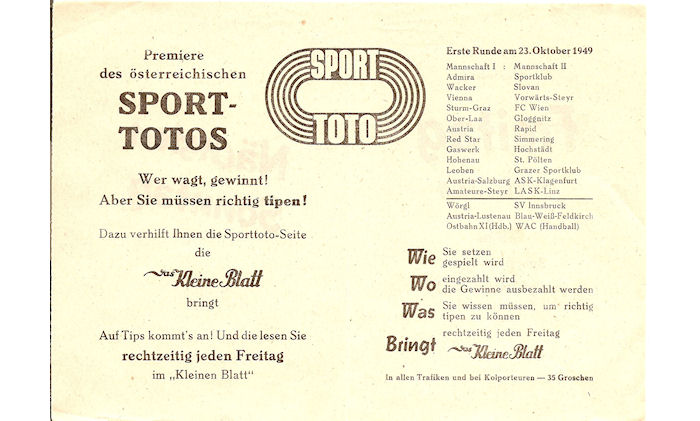 Premiere
des österreichischen
SPORT-
TOTOS
Wer wagt, gewinnt!
Aber Sie müssen richtig tipen!
Dazu verhilft Ihnen die Sporttoto-Seite
die
Das Kleine Blatt
bringt
Auf Tips kommt's an! Und die lesen Sie
rechtzeitig jeden Freitag
im „Kleinen Blatt"
SPORT
TOTO
Erste Runde am 23. Oktober 1949
Mannschaft I : Mannschaft II
Admira Sportklub
Wacker Slovan
Vienna Vorwärts-Steyr
Sturm-Graz FC Wien
Ober-Laa Gloggnitz
Austria Rapid
Red Star Simmering
Gaswerk Hochstädt
Hohenau St. Pölten
Leoben Grazer Sportklub
Austria-Salzburg ASK-Klagenfurt
Amateure-Steyr LASK-Linz
Wörgl SV Innsbruck
Austria-Lustenau Blau-Weiß-Feldkirch
Ostbahn XI (Hdb.) WAC (Handball)
Wie Sie setzen
gespielt wird
Wo eingezahlt wird
die Gewinne ausbezahlt werden
Was Sie wissen müssen, um richtig
tipen zu können
Bringt rechtzeitig jeden Freitag
Das Kleine Blatt
In allen Trafiken und bei Kolporteuren — 35 Groschen